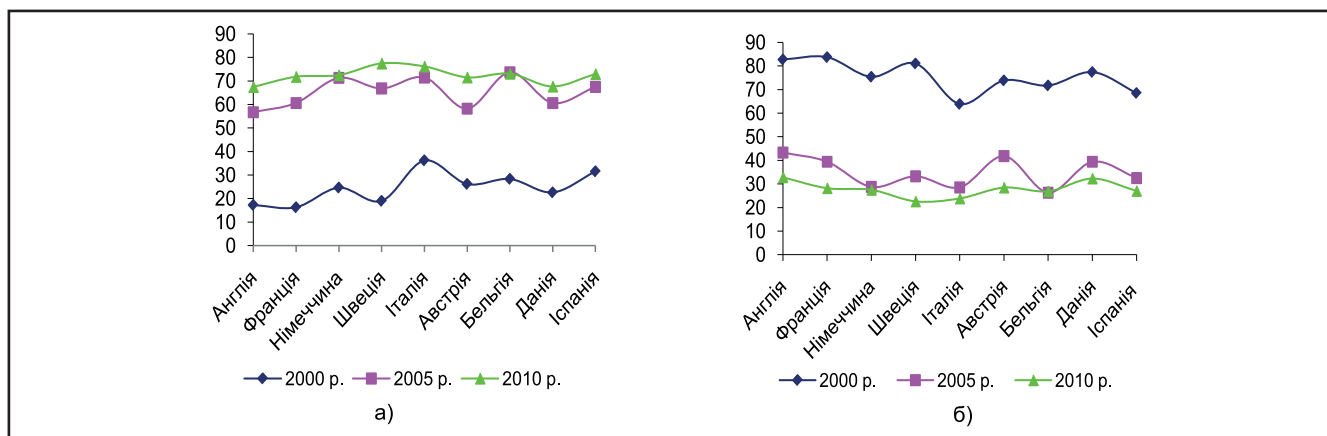 90
80
70
60
50
40
30
20
10
0
Англія
Франція
Німеччина
Швеція
Італія
Австрія
Бельгія
Данія
Іспанія
2000 р. 2005 р. 2010 р.
а)
90
80
70
60
50
40
30
20
10
0
Англія
Франція
Німеччина
Швеція
Італія
Австрія
Бельгія
Данія
Іспанія
2000 р. 2005 р. 2010 р.
б)